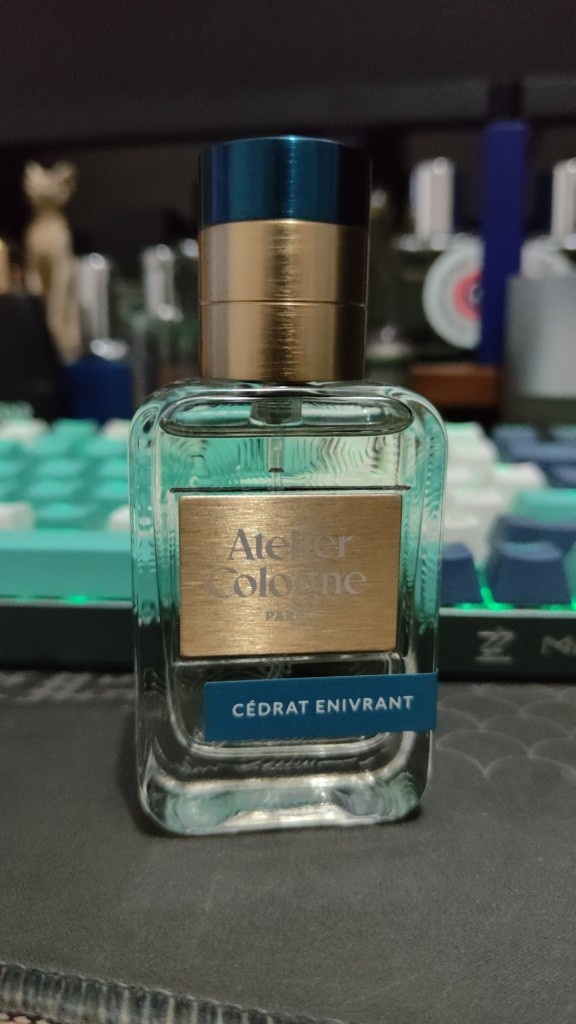 Atelier
Cologne
PARIS
CÉDRAT ENIVRANT